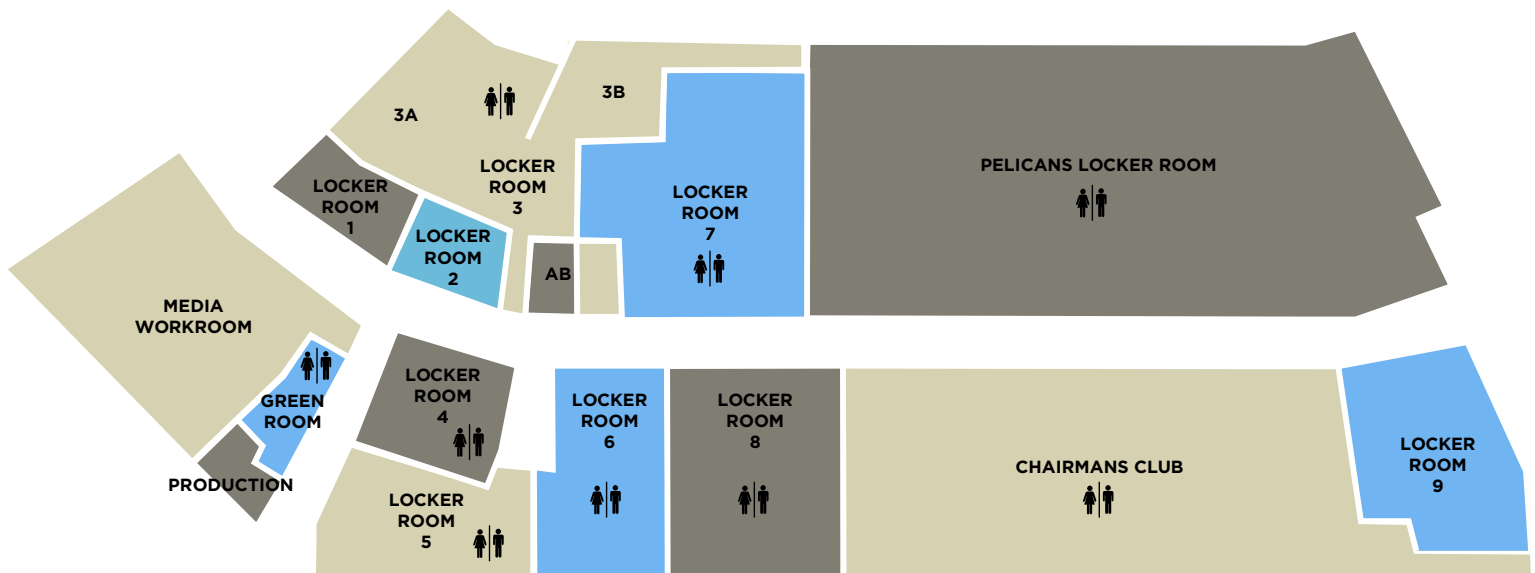 3A
3B
LOCKER
ROOM
3
PELICANS LOCKER ROOM
LOCKER
ROOM
1
LOCKER
ROOM
7
LOCKER
ROOM
2
AB
MEDIA
WORKROOM
GREEN
ROOM
PRODUCTION
LOCKER
ROOM
4
LOCKER
ROOM
5
LOCKER
ROOM
6
LOCKER
ROOM
8
CHAIRMANS CLUB
LOCKER
ROOM
9